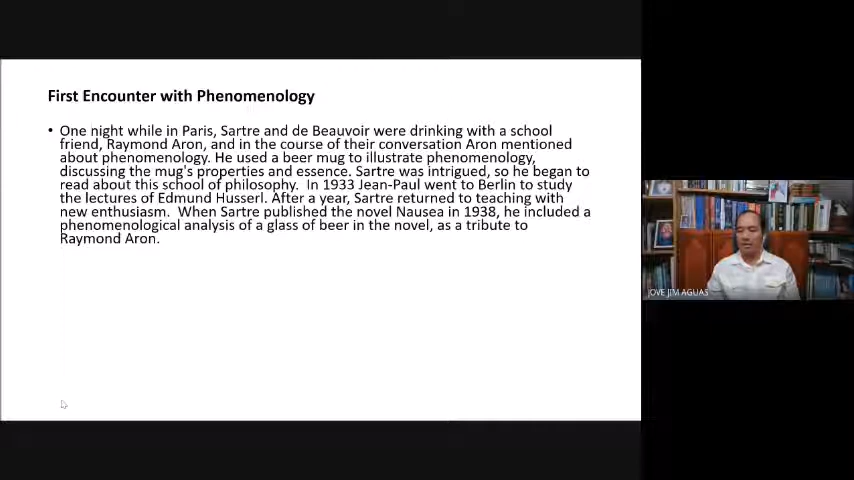 First Encounter with Phenomenology
• One night while in Paris, Sartre and de Beauvoir were drinking with a school
friend, Raymond Aron, and in the course of their conversation Aron mentioned
about phenomenology. He used a beer mug to illustrate phenomenology,
discussing the mug's properties and essence. Sartre was intrigued, so he began to
read about this school of philosophy.  In 1933 Jean-Paul went to Berlin to study
the lectures of Edmund Husserl. After a year, Sartre returned to teaching with
new enthusiasm.  When Sartre published the novel Nausea in 1938, he included a
phenomenological analysis of a glass of beer in the novel, as a tribute to
Raymond Aron.
JOVE JIM AGUAS